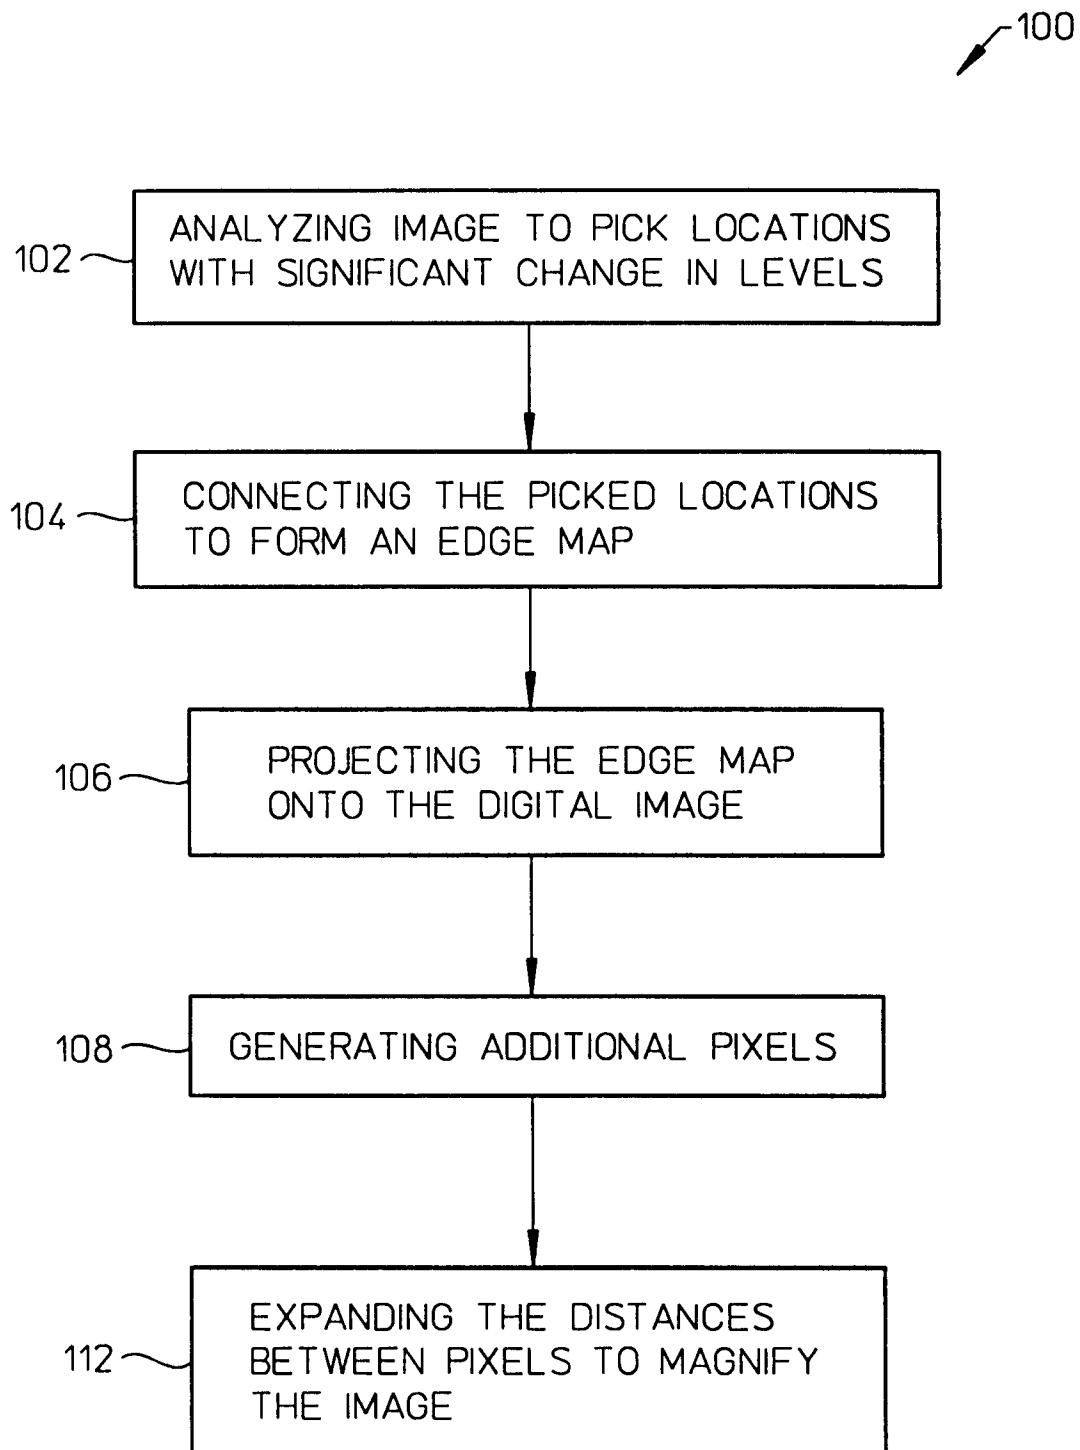 100
102
ANALYZING IMAGE TO PICK LOCATIONS
WITH SIGNIFICANT CHANGE IN LEVELS
104
CONNECTING THE PICKED LOCATIONS
TO FORM AN EDGE MAP
106
PROJECTING THE EDGE MAP
ONTO THE DIGITAL IMAGE
108
GENERATING ADDITIONAL PIXELS
112
EXPANDING THE DISTANCES
BETWEEN PIXELS TO MAGNIFY
THE IMAGE